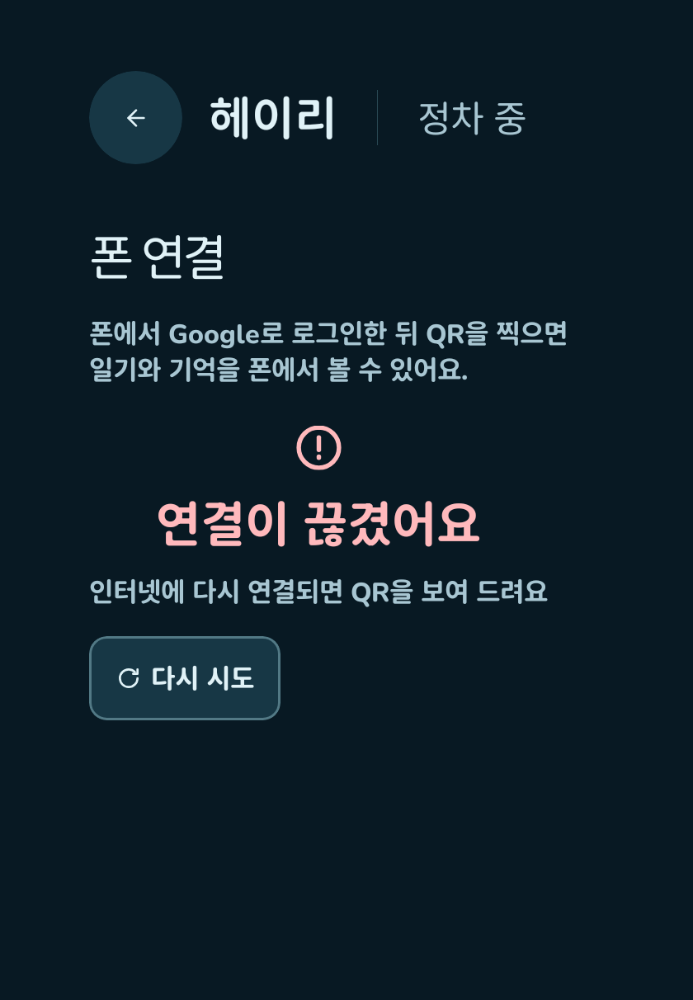 헤이리
정차 중
폰 연결
폰에서 Google로 로그인한 뒤 QR을 찍으면
일기와 기억을 폰에서 볼 수 있어요.
연결이 끊겼어요
인터넷에 다시 연결되면 QR을 보여 드려요
다시 시도